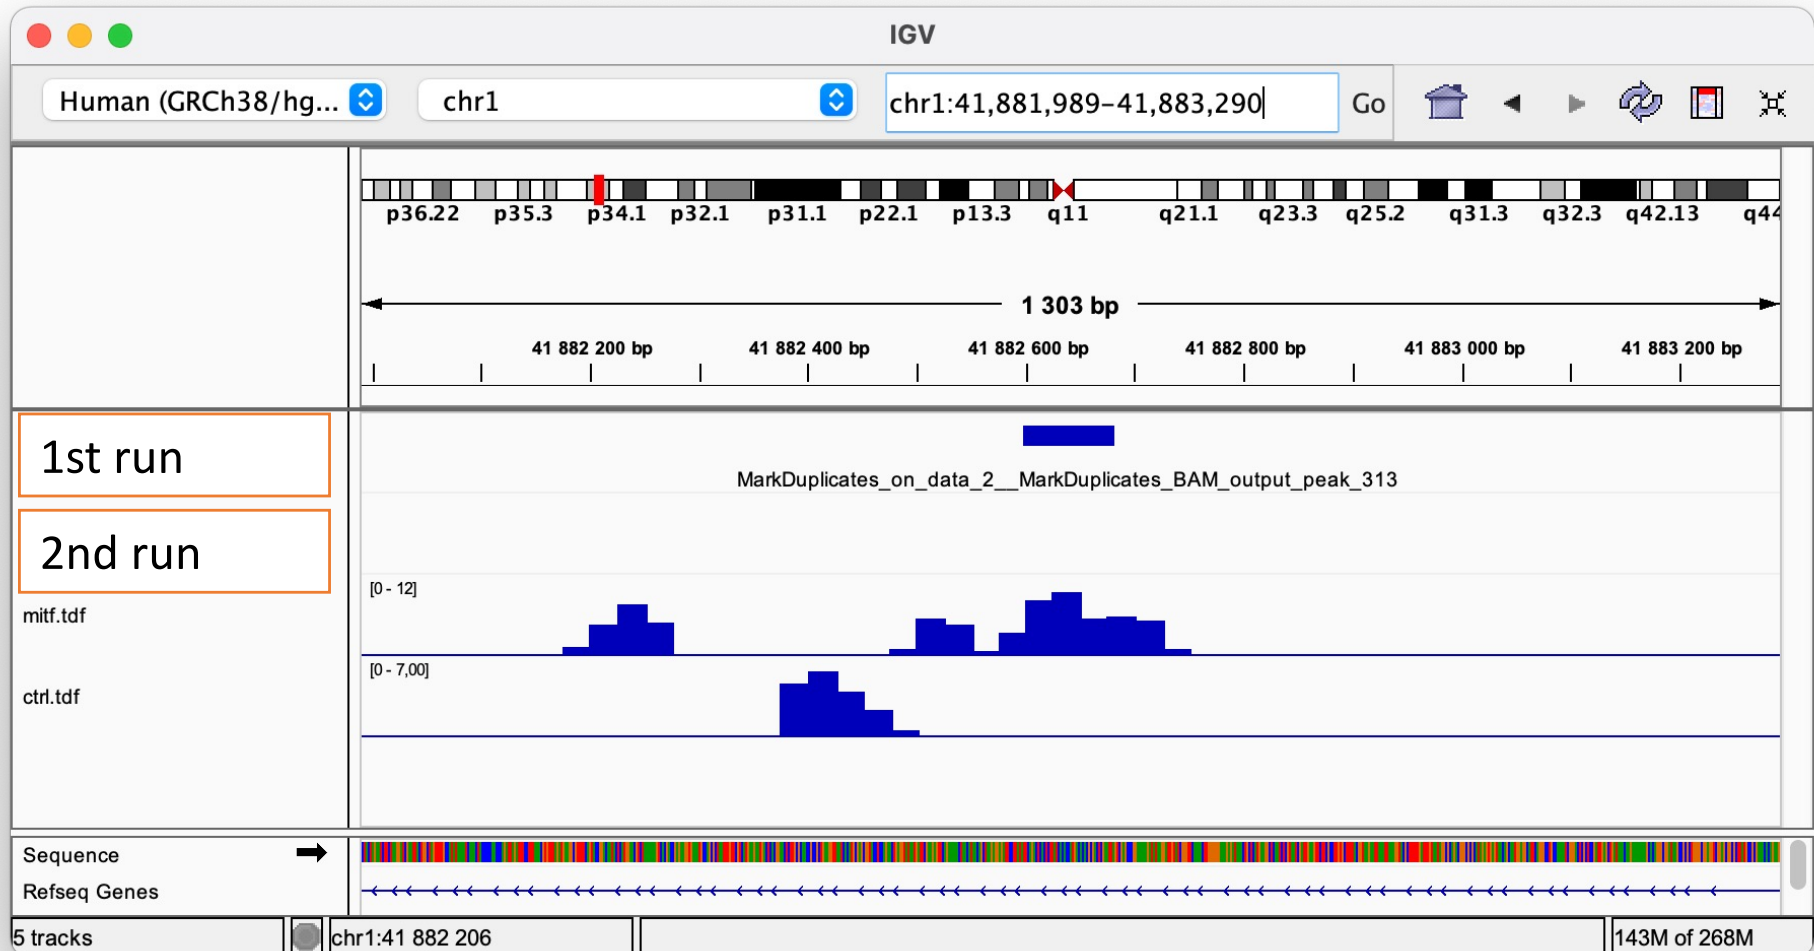 IGV
Human (GRCh38/hg... chr1 chr1:41,881,989-41,883,290 Go
p36.22 p35.3 p34.1 p32.1 p31.1 p22.1 p13.3 q11 q21.1 q23.3 q25.2 q31.3 q32.3 q42.13 q44
1 303 bp
41 882 200 bp 41 882 400 bp 41 882 600 bp 41 882 800 bp 41 883 000 bp 41 883 200 bp
1st run
MarkDuplicates_on_data_2__MarkDuplicates_BAM_output_peak_313
2nd run
[0 - 12]
mitf.tdf
[0 - 7,00]
ctrl.tdf
Sequence
Refseq Genes
5 tracks chr1:41 882 206 143M of 268M